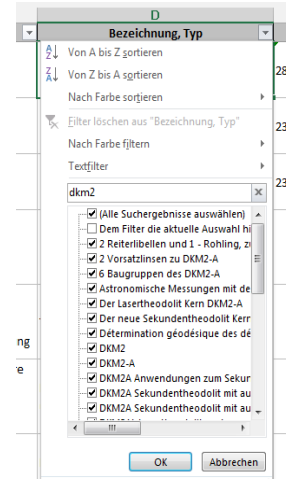 D
Bezeichnung, Typ
Von A bis Z sortieren
28
Von Z bis A sortieren
Nach Farbe sortieren
23
Filter löschen aus "Bezeichnung, Typ"
Nach Farbe filtern
Textfilter
23
dkm2
(Alle Suchergebnisse auswählen)
Dem Filter die aktuelle Auswahl hi
2 Reiterlibellen und 1 - Rohling, z
2 Vorsatzlinsen zu DKM2-A
6 Baugruppen des DKM2-A
Astronomische Messungen mit de
Der Lasertheodolit Kern DKM2-A
Der neue Sekundentheodolit Kern
ng
Détermination géodésique des dé
DKM2
e
DKM2-A
DKM2A Anwendungen zum Sekur
DKM2A Sekundentheodolit mit au
DKM2A Sekundentheodolit mit au
OK
Abbrechen